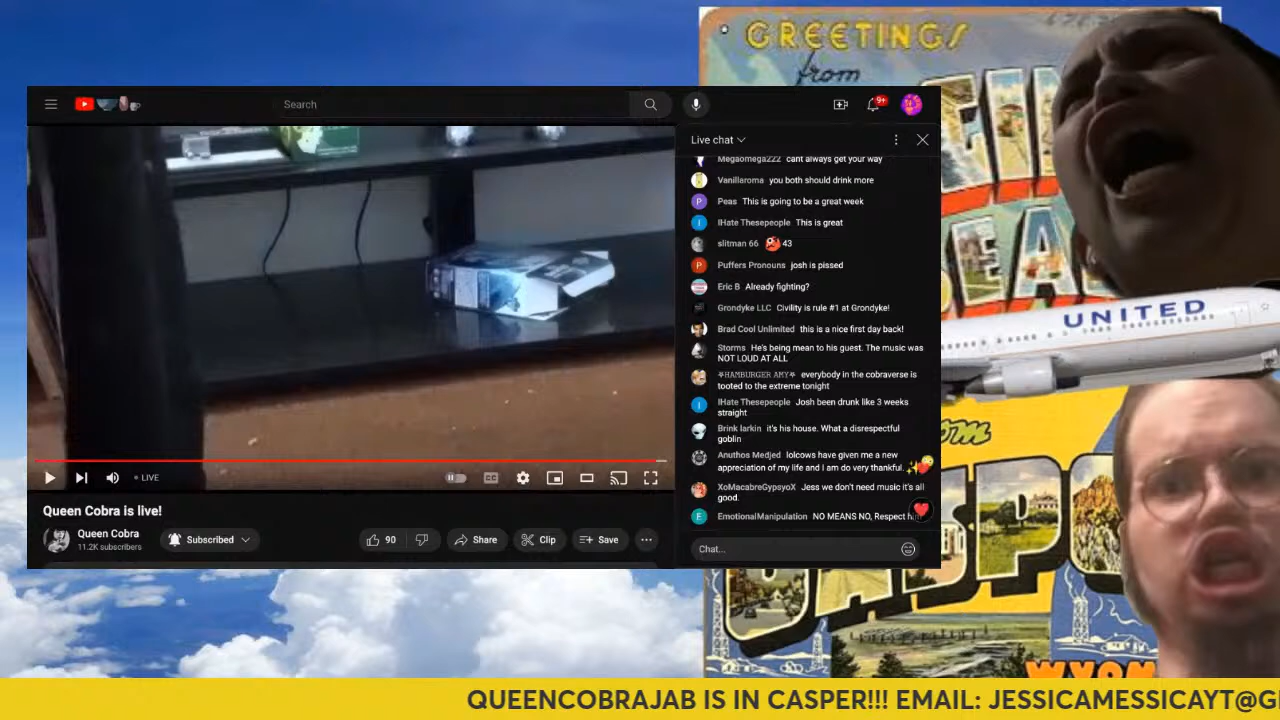 GREETINGS
from
Search
9+
Live chat
Megaomega222 cant always get your way
Vanillaroma you both should drink more
P Peas This is going to be a great week
I IHate Thesepeople This is great
slitman 66 43
P Puffers Pronouns josh is pissed
Eric B Already fighting?
Grondyke LLC Civility is rule #1 at Grondyke!
Brad Cool Unlimited this is a nice first day back!
Storms He's being mean to his guest. The music was
NOT LOUD AT ALL
HAMBURGER AMY everybody in the cobraverse is
tooted to the extreme tonight
I IHate Thesepeople Josh been drunk like 3 weeks
straight
Brink larkin it's his house. What a disrespectful
goblin
Anuthos Medjed lolcows have given me a new
appreciation of my life and I am do very thankful.
XoMacabreGypsyoX Jess we don't need music it's all
good.
E EmotionalManipulation NO MEANS NO, Respect
Chat...
LIVE
CC
Queen Cobra is live!
Queen Cobra
11.2K subscribers
Subscribed
90
Share
Clip
Save
UNITED
QUEENCOBRAJAB IS IN CASPER!!! EMAIL: JESSICAMESSICAYT@G